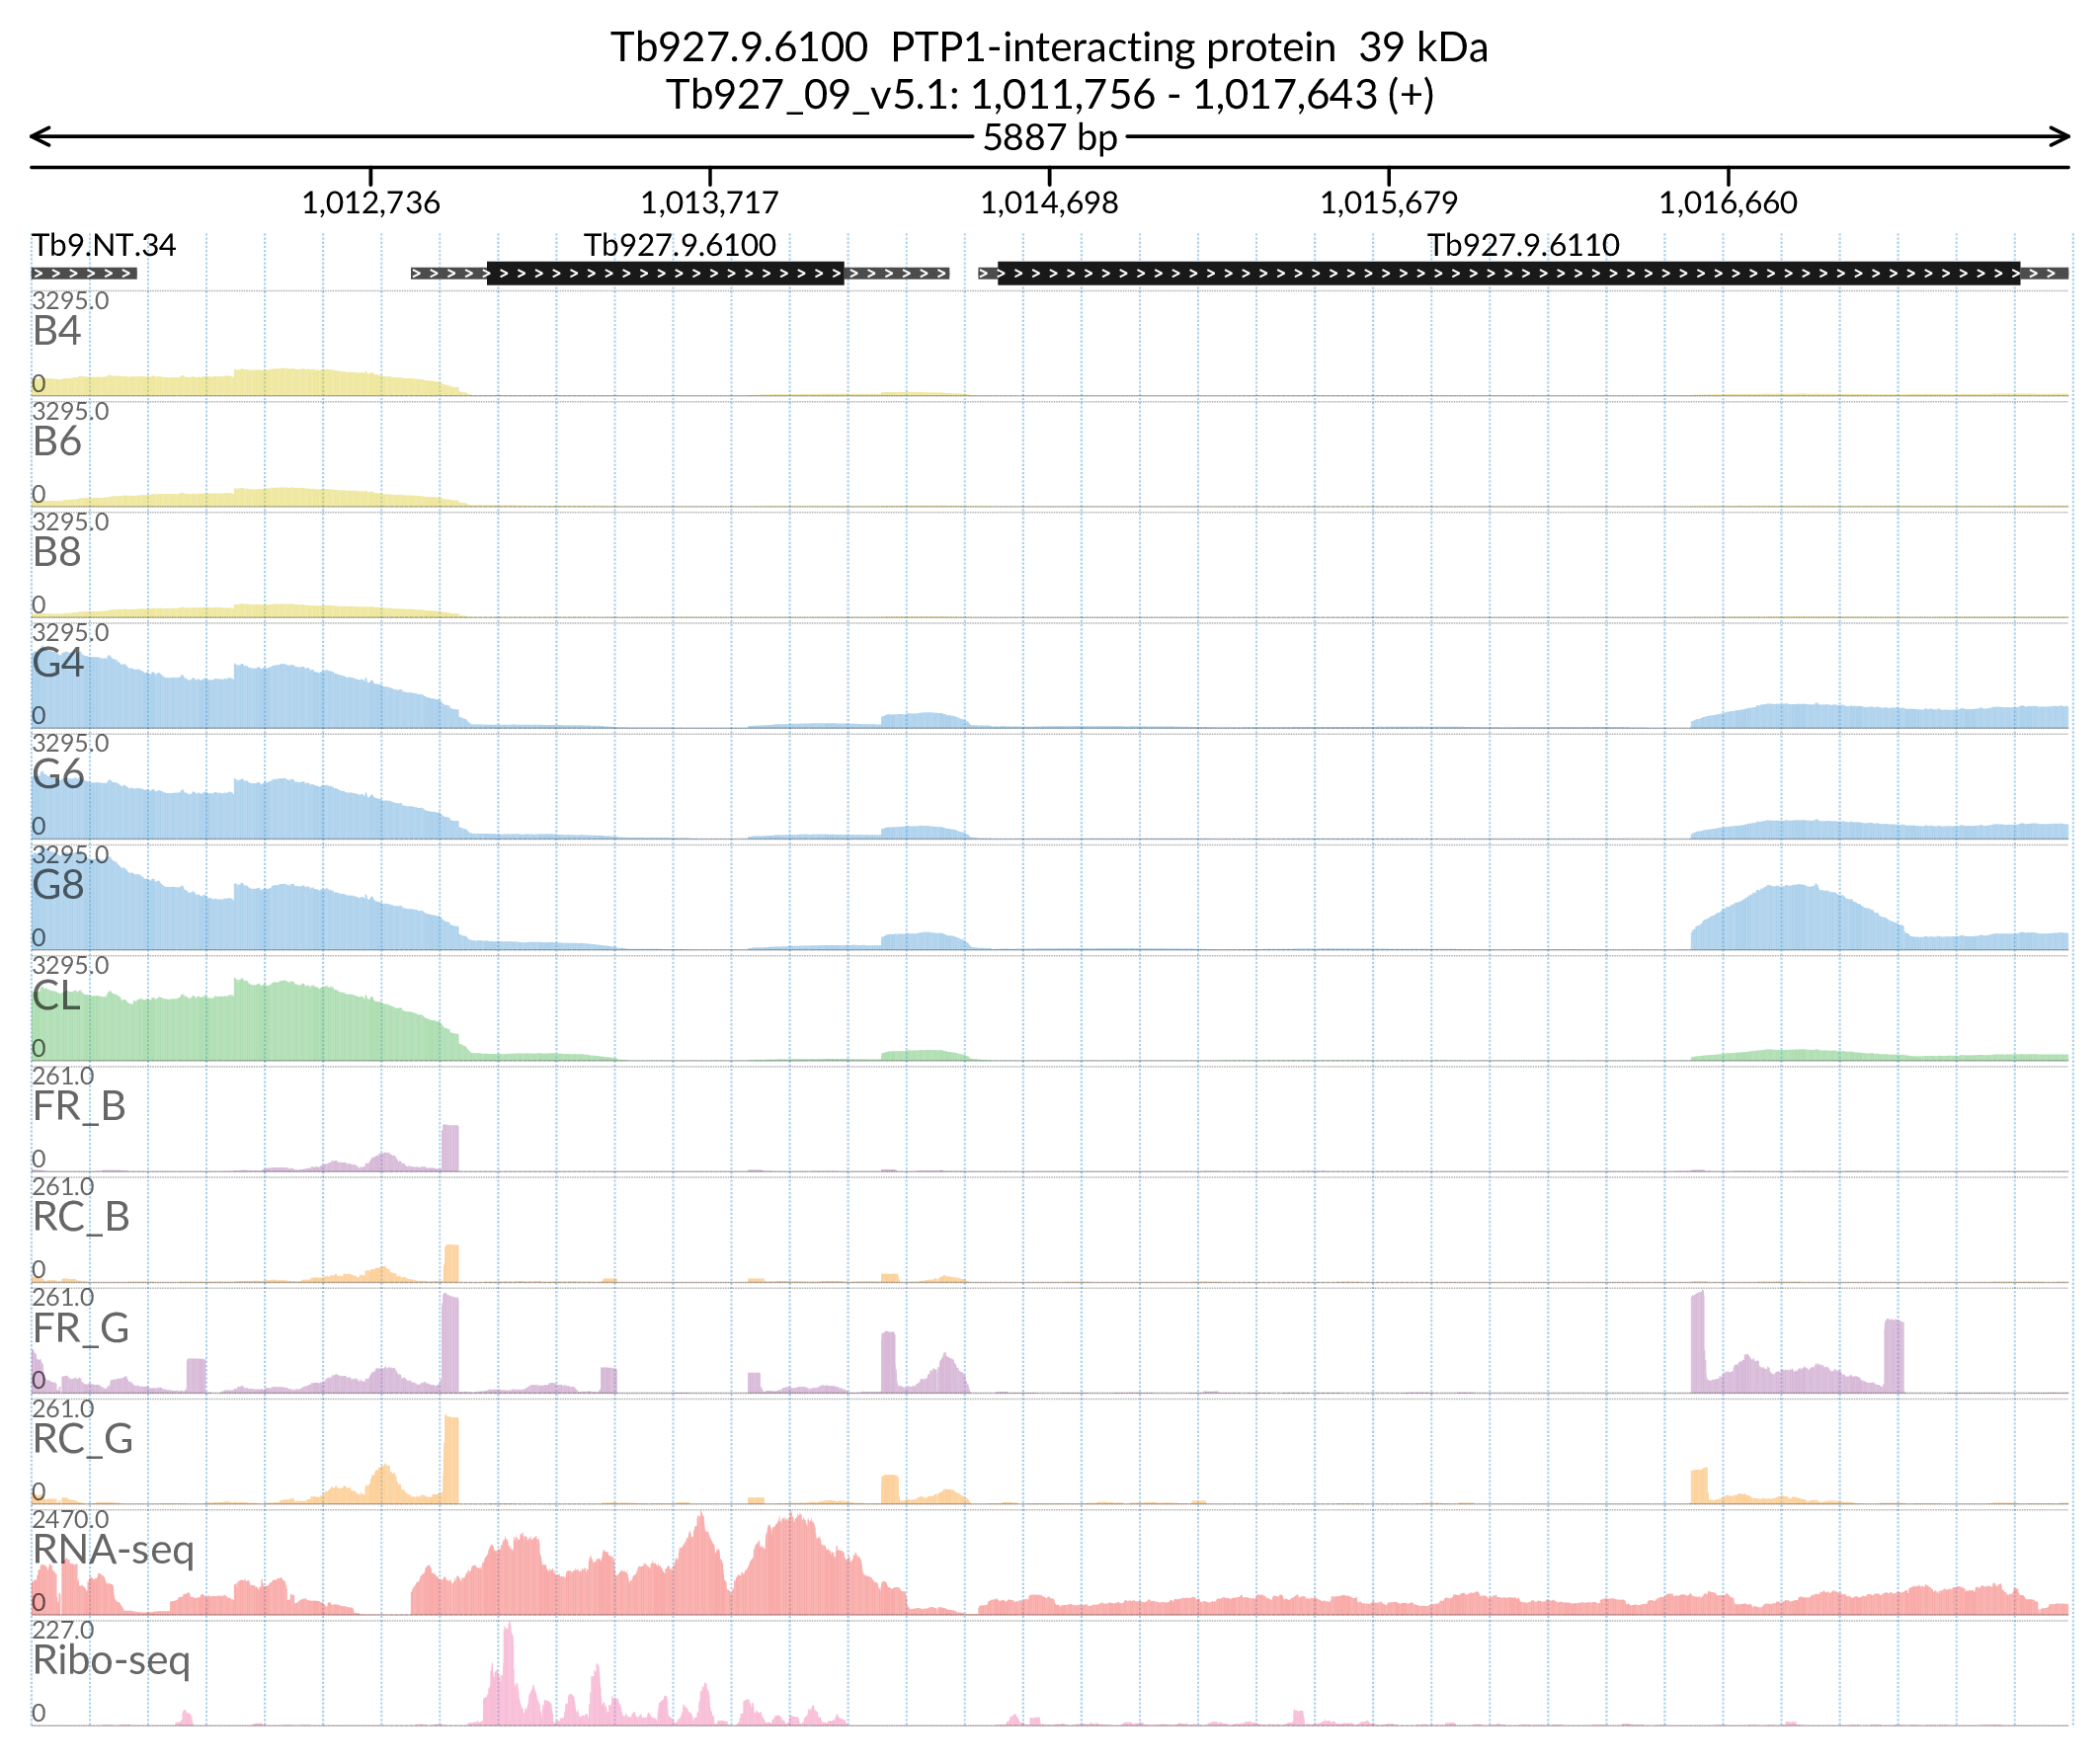 Tb927.9.6100  PTP1-interacting protein  39 kDa
Tb927_09_v5.1: 1,011,756 - 1,017,643 (+)
5887 bp
1,012,736 1,013,717 1,014,698 1,015,679 1,016,660
Tb9.NT.34 Tb927.9.6100 Tb927.9.6110
3295.0
B4
0
3295.0
B6
0
3295.0
B8
0
3295.0
G4
0
3295.0
G6
0
3295.0
G8
0
3295.0
CL
0
261.0
FR_B
0
261.0
RC_B
0
261.0
FR_G
0
261.0
RC_G
0
2470.0
RNA-seq
0
227.0
Ribo-seq
0